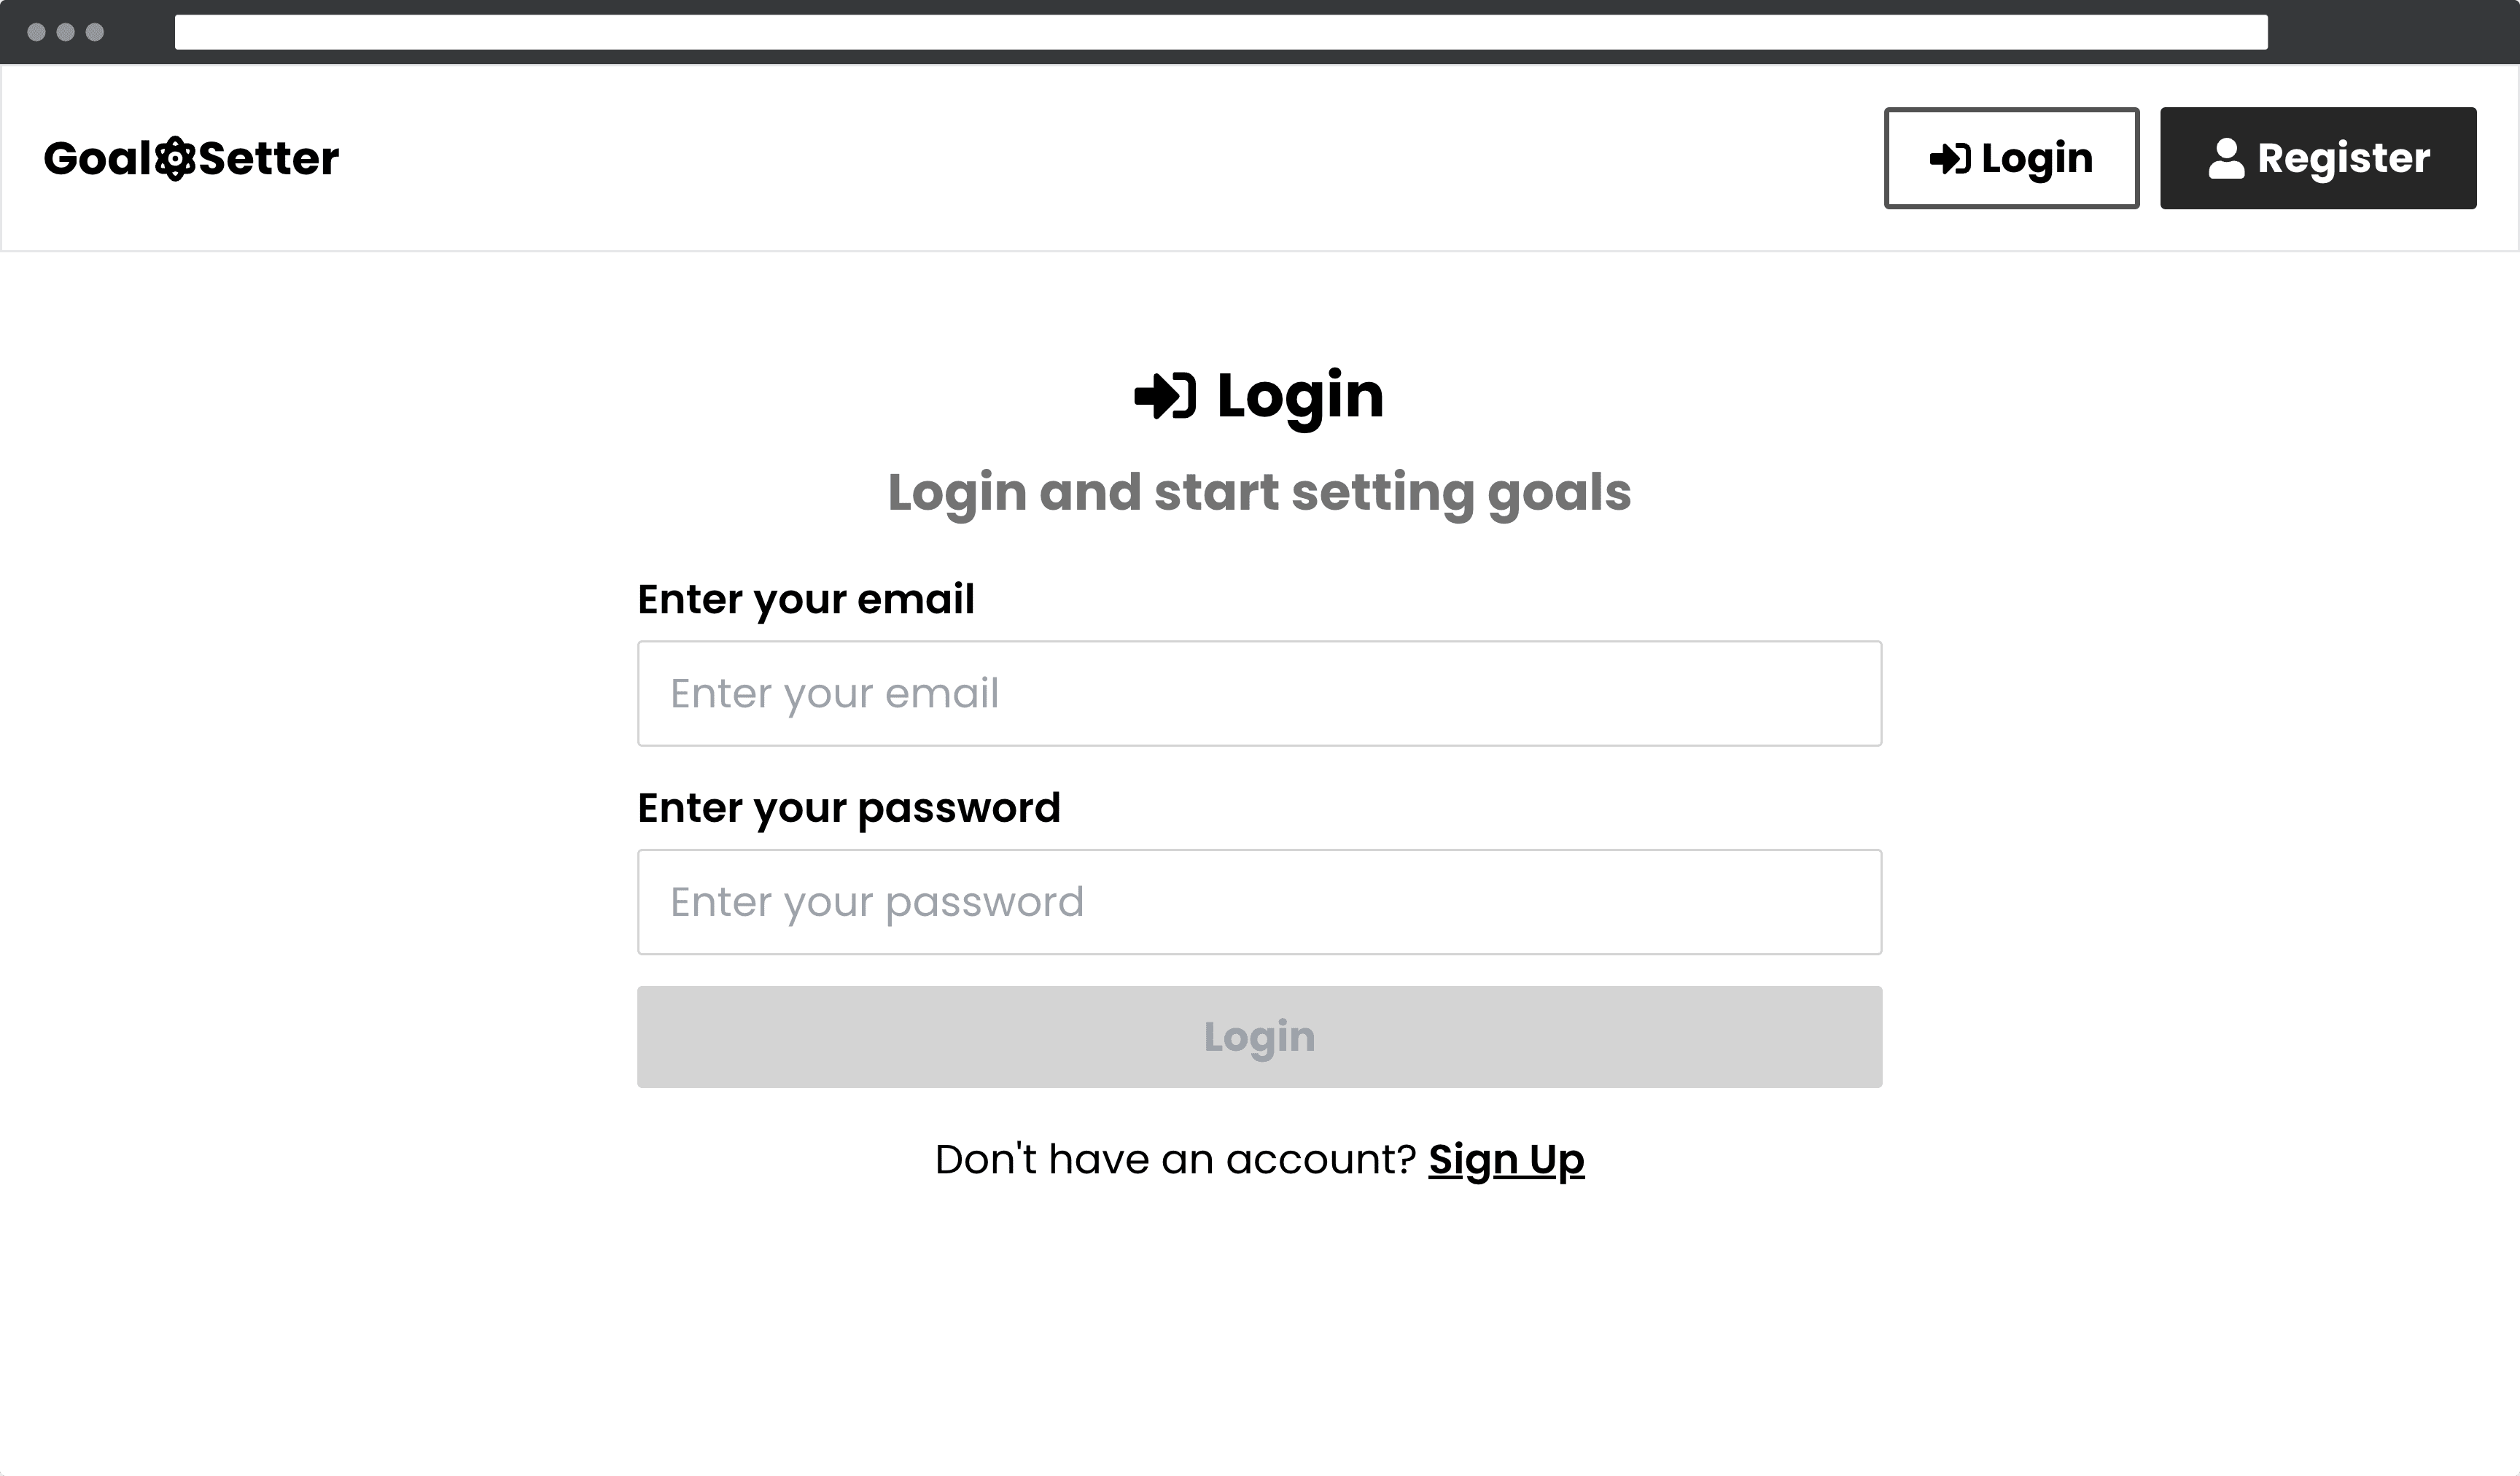 GoalSetter
Login
Register
Login
Login and start setting goals
Enter your email
Enter your email
Enter your password
Enter your password
Login
Don't have an account? Sign Up